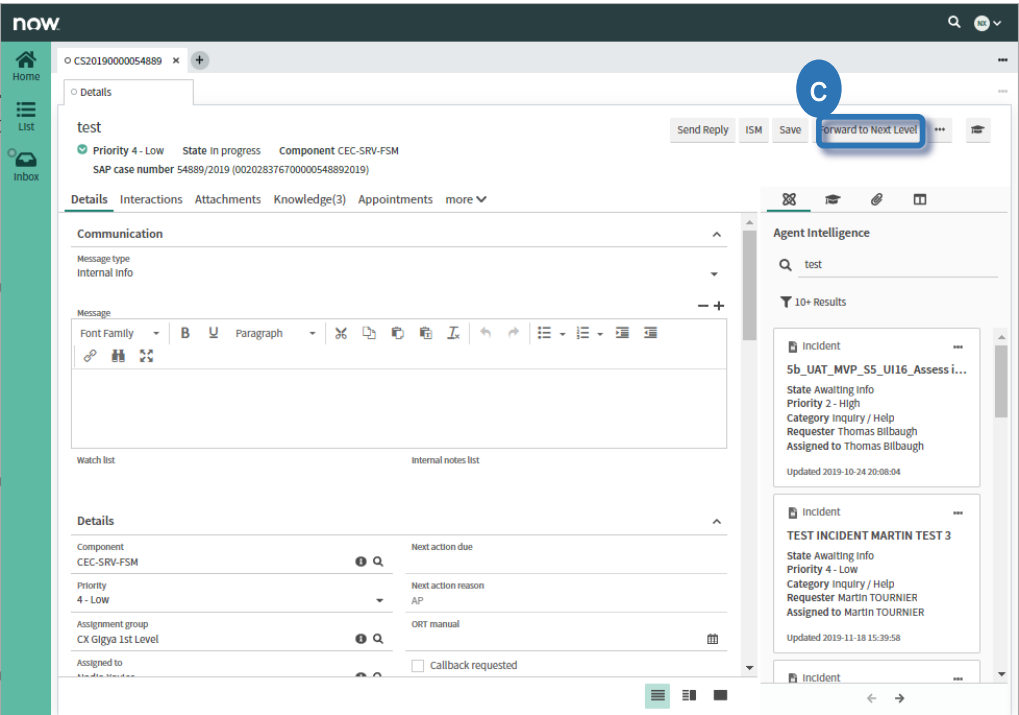 now.
NX
Home
List
Inbox
CS20190000054889
Details
C
test
Send Reply ISM Save Forward to Next Level
Priority 4 - Low State In progress Component CEC-SRV-FSM
SAP case number 54889/2019 (002028376700000548892019)
Details Interactions Attachments Knowledge(3) Appointments more
Communication
Message type
Internal Info
Message
Font Family B U Paragraph
Watch list Internal notes list
Details
Component Next action due
CEC-SRV-FSM
Priority Next action reason
4 - Low AP
Assignment group ORT manual
CX Gigya 1st Level
Assigned to
Callback requested
Agent Intelligence
test
10+ Results
Incident
5b_UAT_MVP_S5_UI16_Assess i...
State Awaiting Info
Priority 2 - High
Category Inquiry / Help
Requester Thomas Bilbaugh
Assigned to Thomas Bilbaugh
Updated 2019-10-24 20:08:04
Incident
TEST INCIDENT MARTIN TEST 3
State Awaiting Info
Priority 4 - Low
Category Inquiry / Help
Requester Martin TOURNIER
Assigned to Martin TOURNIER
Updated 2019-11-18 15:39:58
Incident